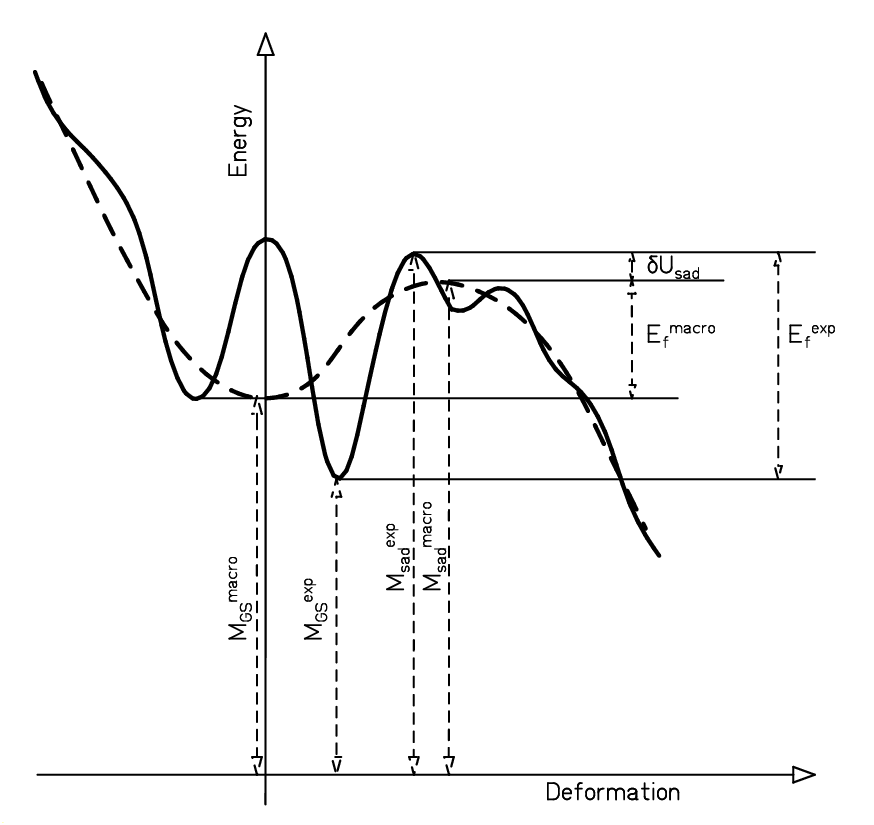 Energy
δU_sad
E_f^macro
E_f^exp
M_GS^macro
M_GS^exp
M_sad^exp
M_sad^macro
Deformation